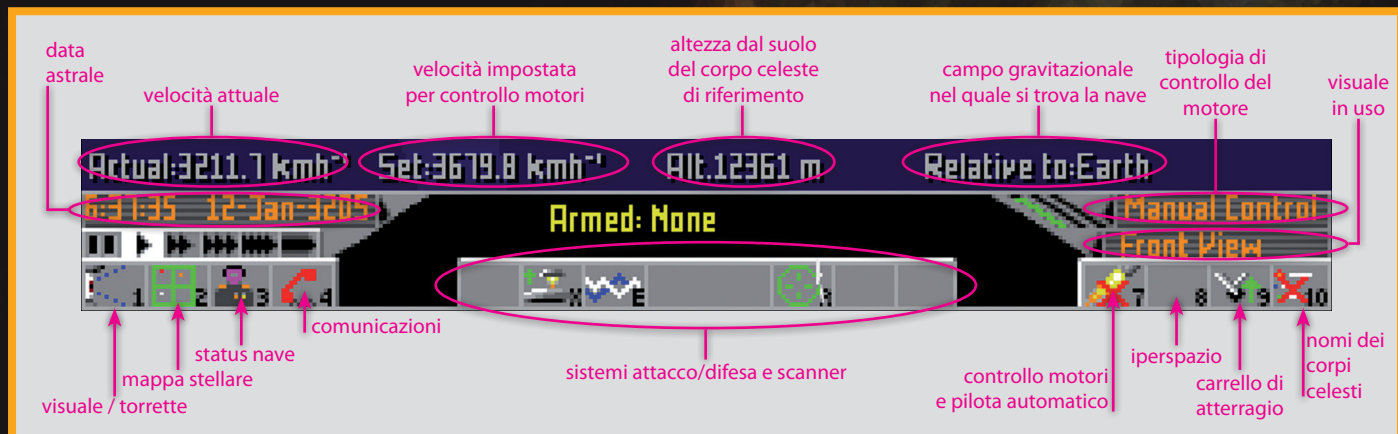 data
astrale
velocità attuale
velocità impostata
per controllo motori
altezza dal suolo
del corpo celeste
di riferimento
campo gravitazionale
nel quale si trova la nave
tipologia di
controllo del
motore
visuale
in uso
Actual:3211.7 kmh⁻¹ Set:3679.8 kmh⁻¹ Alt.12361 m Relative to:Earth
12-Jan-
Armed: None
Manual Control
Front View
1 2 3 4 X E 7 8 9 10
comunicazioni
status nave
mappa stellare
visuale / torrette
sistemi attacco/difesa e scanner
controllo motori
e pilota automatico
iperspazio
carrello di
atterragio
nomi dei
corpi
celesti